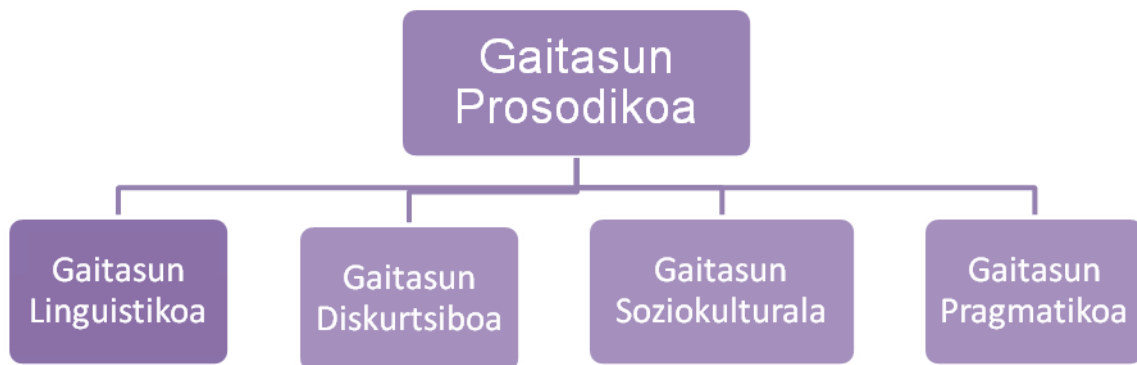 Gaitasun
Prosodikoa
Gaitasun
Linguistikoa
Gaitasun
Diskurtsiboa
Gaitasun
Soziokulturala
Gaitasun
Pragmatikoa